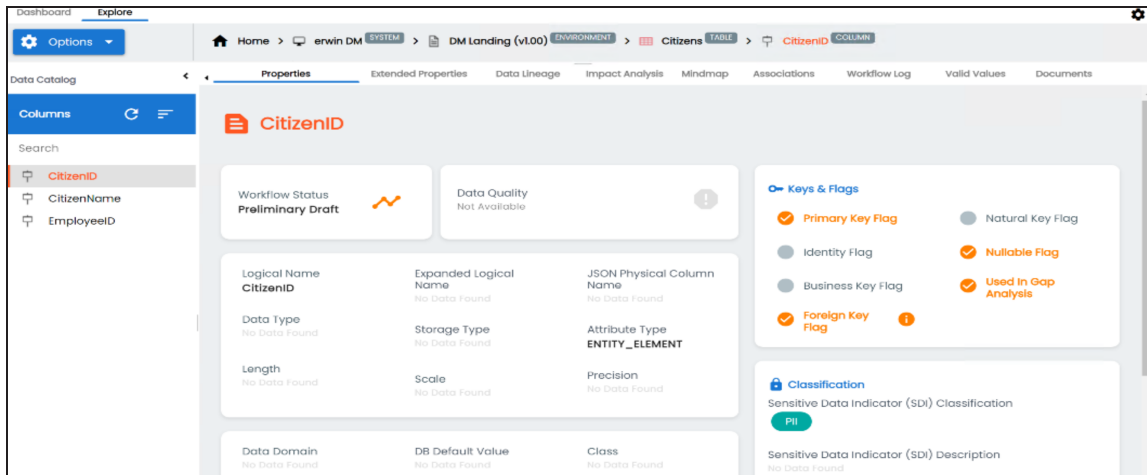 Dashboard Explore
Options
Home > erwin DM SYSTEM > DM Landing (v1.00) ENVIRONMENT > Citizens TABLE > CitizenID COLUMN
Data Catalog
Properties Extended Properties Data Lineage Impact Analysis Mindmap Associations Workflow Log Valid Values Documents
Columns
Search
CitizenID
CitizenName
EmployeeID
CitizenID
Workflow Status
Preliminary Draft
Data Quality
Not Available
Logical Name
CitizenID
Expanded Logical
Name
No Data Found
JSON Physical Column
Name
No Data Found
Data Type
No Data Found
Storage Type
No Data Found
Attribute Type
ENTITY_ELEMENT
Length
No Data Found
Scale
No Data Found
Precision
No Data Found
Data Domain
No Data Found
DB Default Value
No Data Found
Class
No Data Found
Keys & Flags
Primary Key Flag
Natural Key Flag
Identity Flag
Nullable Flag
Business Key Flag
Used In Gap
Analysis
Foreign Key
Flag
Classification
Sensitive Data Indicator (SDI) Classification
PII
Sensitive Data Indicator (SDI) Description
No Data Found